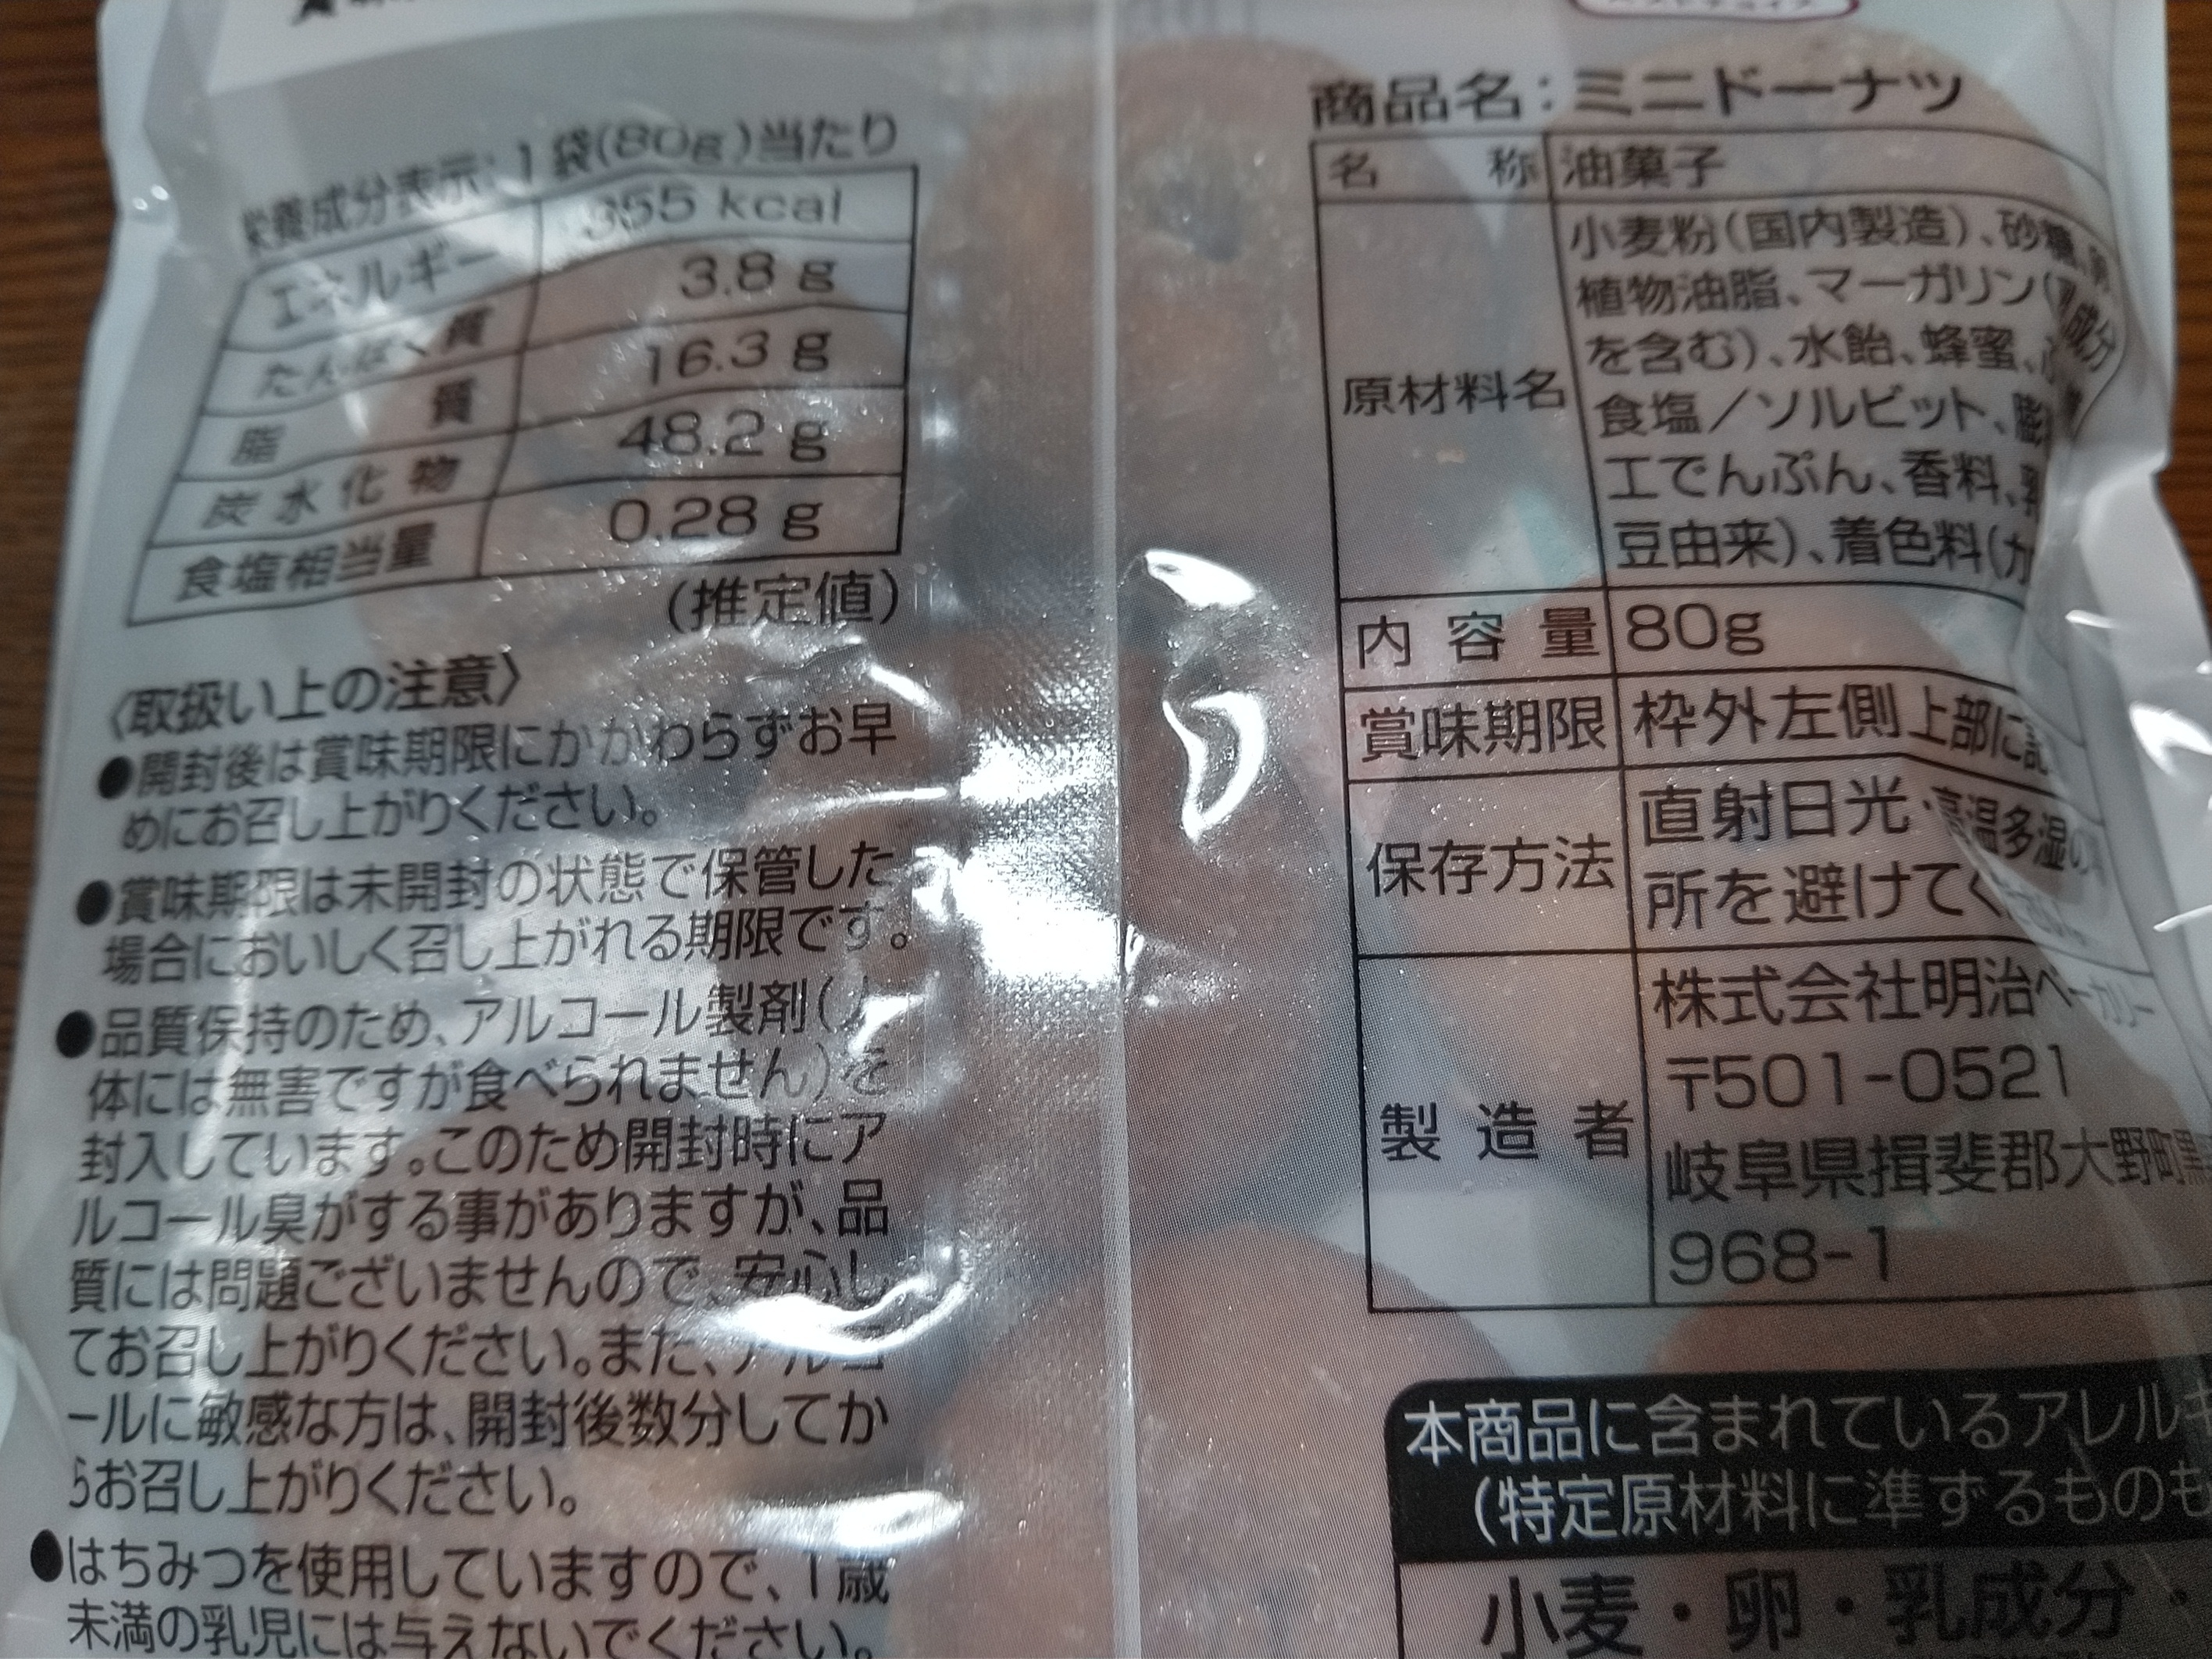 栄養成分表示:1袋(80g)当たり
エネルギー 355 kcal
たんぱく質 3.8 g
脂質 16.3 g
炭水化物 48.2 g
食塩相当量 0.28 g
(推定値)
〈取扱い上の注意〉
●開封後は賞味期限にかかわらずお早
めにお召し上がりください。
●賞味期限は未開封の状態で保管した
場合においしく召し上がれる期限です。
●品質保持のため、アルコール製剤(人
体には無害ですが食べられません)を
封入しています。このため開封時にア
ルコール臭がする事がありますが、品
質には問題ございませんので、安心し
てお召し上がりください。また、アルコ
ールに敏感な方は、開封後数分してか
らお召し上がりください。
●はちみつを使用していますので、1歳
未満の乳児には与えないでください。
商品名:ミニドーナツ
名称 油菓子
原材料名 小麦粉(国内製造)、砂糖、
植物油脂、マーガリン(乳成分
を含む)、水飴、蜂蜜、
食塩/ソルビット、
工でんぷん、香料、
豆由来)、着色料(カ
内容量 80g
賞味期限 枠外左側上部に記
保存方法 直射日光・高温多湿の
所を避けてく
製造者 株式会社明治ベーカリー
〒501-0521
岐阜県揖斐郡大野町黒
968-1
本商品に含まれているアレルギ
(特定原材料に準ずるものも
小麦・卵・乳成分・